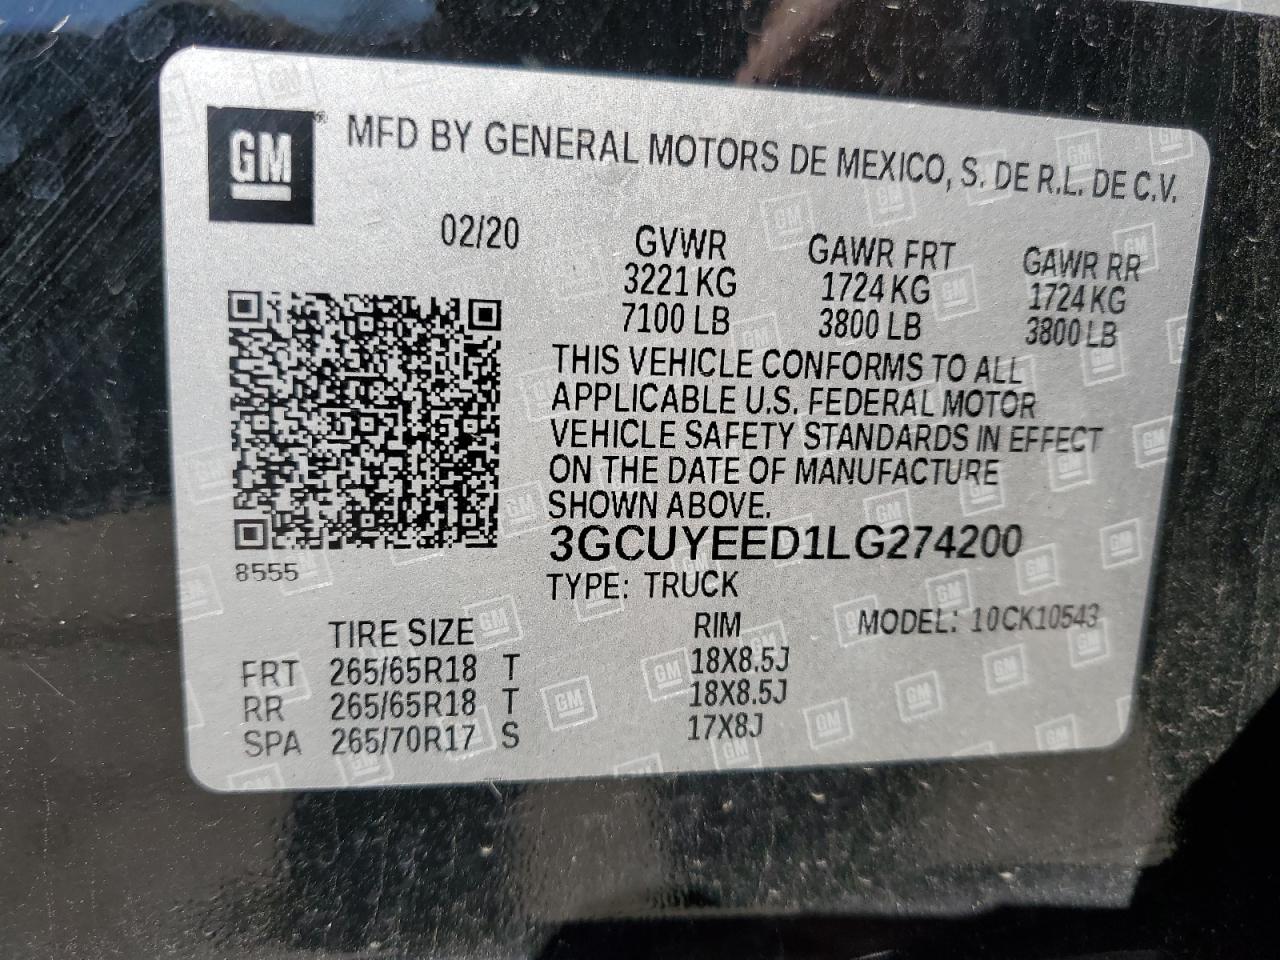 GM
MFD BY GENERAL MOTORS DE MEXICO, S. DE R.L. DE C.V.
02/20
GVWR GAWR FRT GAWR RR
3221 KG 1724 KG 1724 KG
7100 LB 3800 LB 3800 LB
THIS VEHICLE CONFORMS TO ALL
APPLICABLE U.S. FEDERAL MOTOR
VEHICLE SAFETY STANDARDS IN EFFECT
ON THE DATE OF MANUFACTURE
SHOWN ABOVE.
3GCUYEED1LG274200
8555
TYPE: TRUCK
TIRE SIZE RIM MODEL: 10CK10543
FRT 265/65R18 T 18X8.5J
RR 265/65R18 T 18X8.5J
SPA 265/70R17 S 17X8J